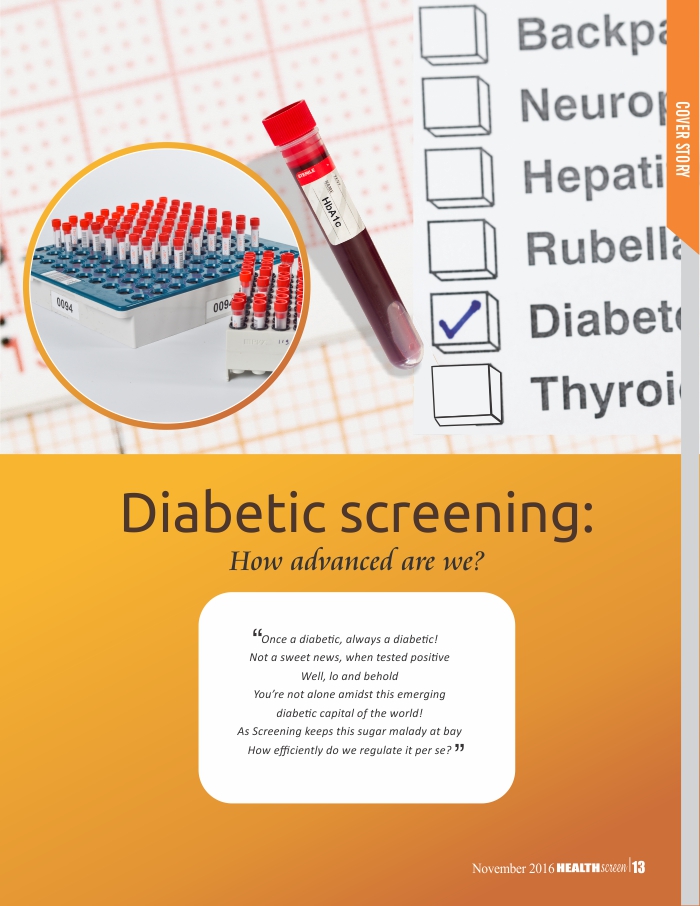 Backpa
Neurop
Hepati
Rubella
Diabete
Thyroi
COVER STORY
STERILE
HbA1c
0094
Diabetic screening:
How advanced are we?
“Once a diabetic, always a diabetic!
Not a sweet news, when tested positive
Well, lo and behold
You’re not alone amidst this emerging
diabetic capital of the world!
As Screening keeps this sugar malady at bay
How efficiently do we regulate it per se? ”
November 2016 HEALTHscreen | 13